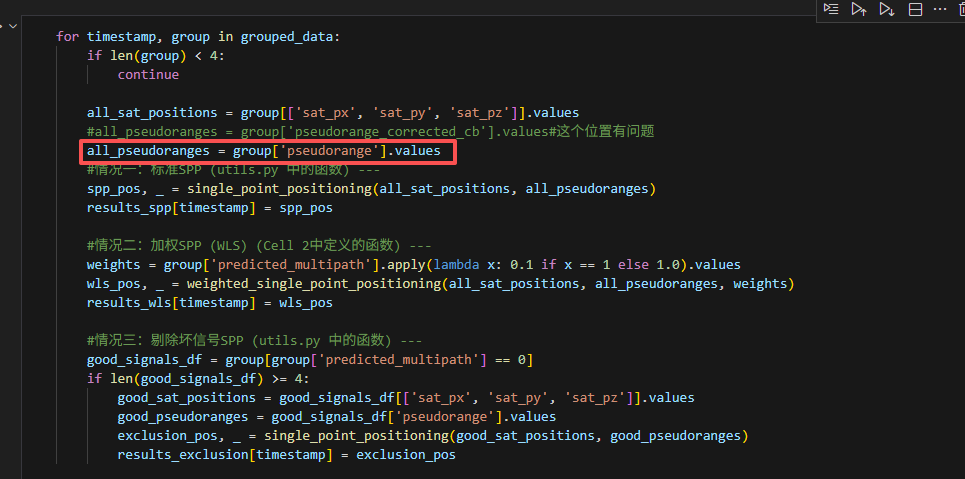 for timestamp, group in grouped_data:
if len(group) < 4:
continue
all_sat_positions = group[['sat_px', 'sat_py', 'sat_pz']].values
#all_pseudoranges = group['pseudorange_corrected_cb'].values#这个位置有问题
all_pseudoranges = group['pseudorange'].values
#情况一：标准SPP (utils.py 中的函数) ---
spp_pos, _ = single_point_positioning(all_sat_positions, all_pseudoranges)
results_spp[timestamp] = spp_pos
#情况二：加权SPP (WLS) (Cell 2中定义的函数) ---
weights = group['predicted_multipath'].apply(lambda x: 0.1 if x == 1 else 1.0).values
wls_pos, _ = weighted_single_point_positioning(all_sat_positions, all_pseudoranges, weights)
results_wls[timestamp] = wls_pos
#情况三：剔除坏信号SPP (utils.py 中的函数) ---
good_signals_df = group[group['predicted_multipath'] == 0]
if len(good_signals_df) >= 4:
good_sat_positions = good_signals_df[['sat_px', 'sat_py', 'sat_pz']].values
good_pseudoranges = good_signals_df['pseudorange'].values
exclusion_pos, _ = single_point_positioning(good_sat_positions, good_pseudoranges)
results_exclusion[timestamp] = exclusion_pos